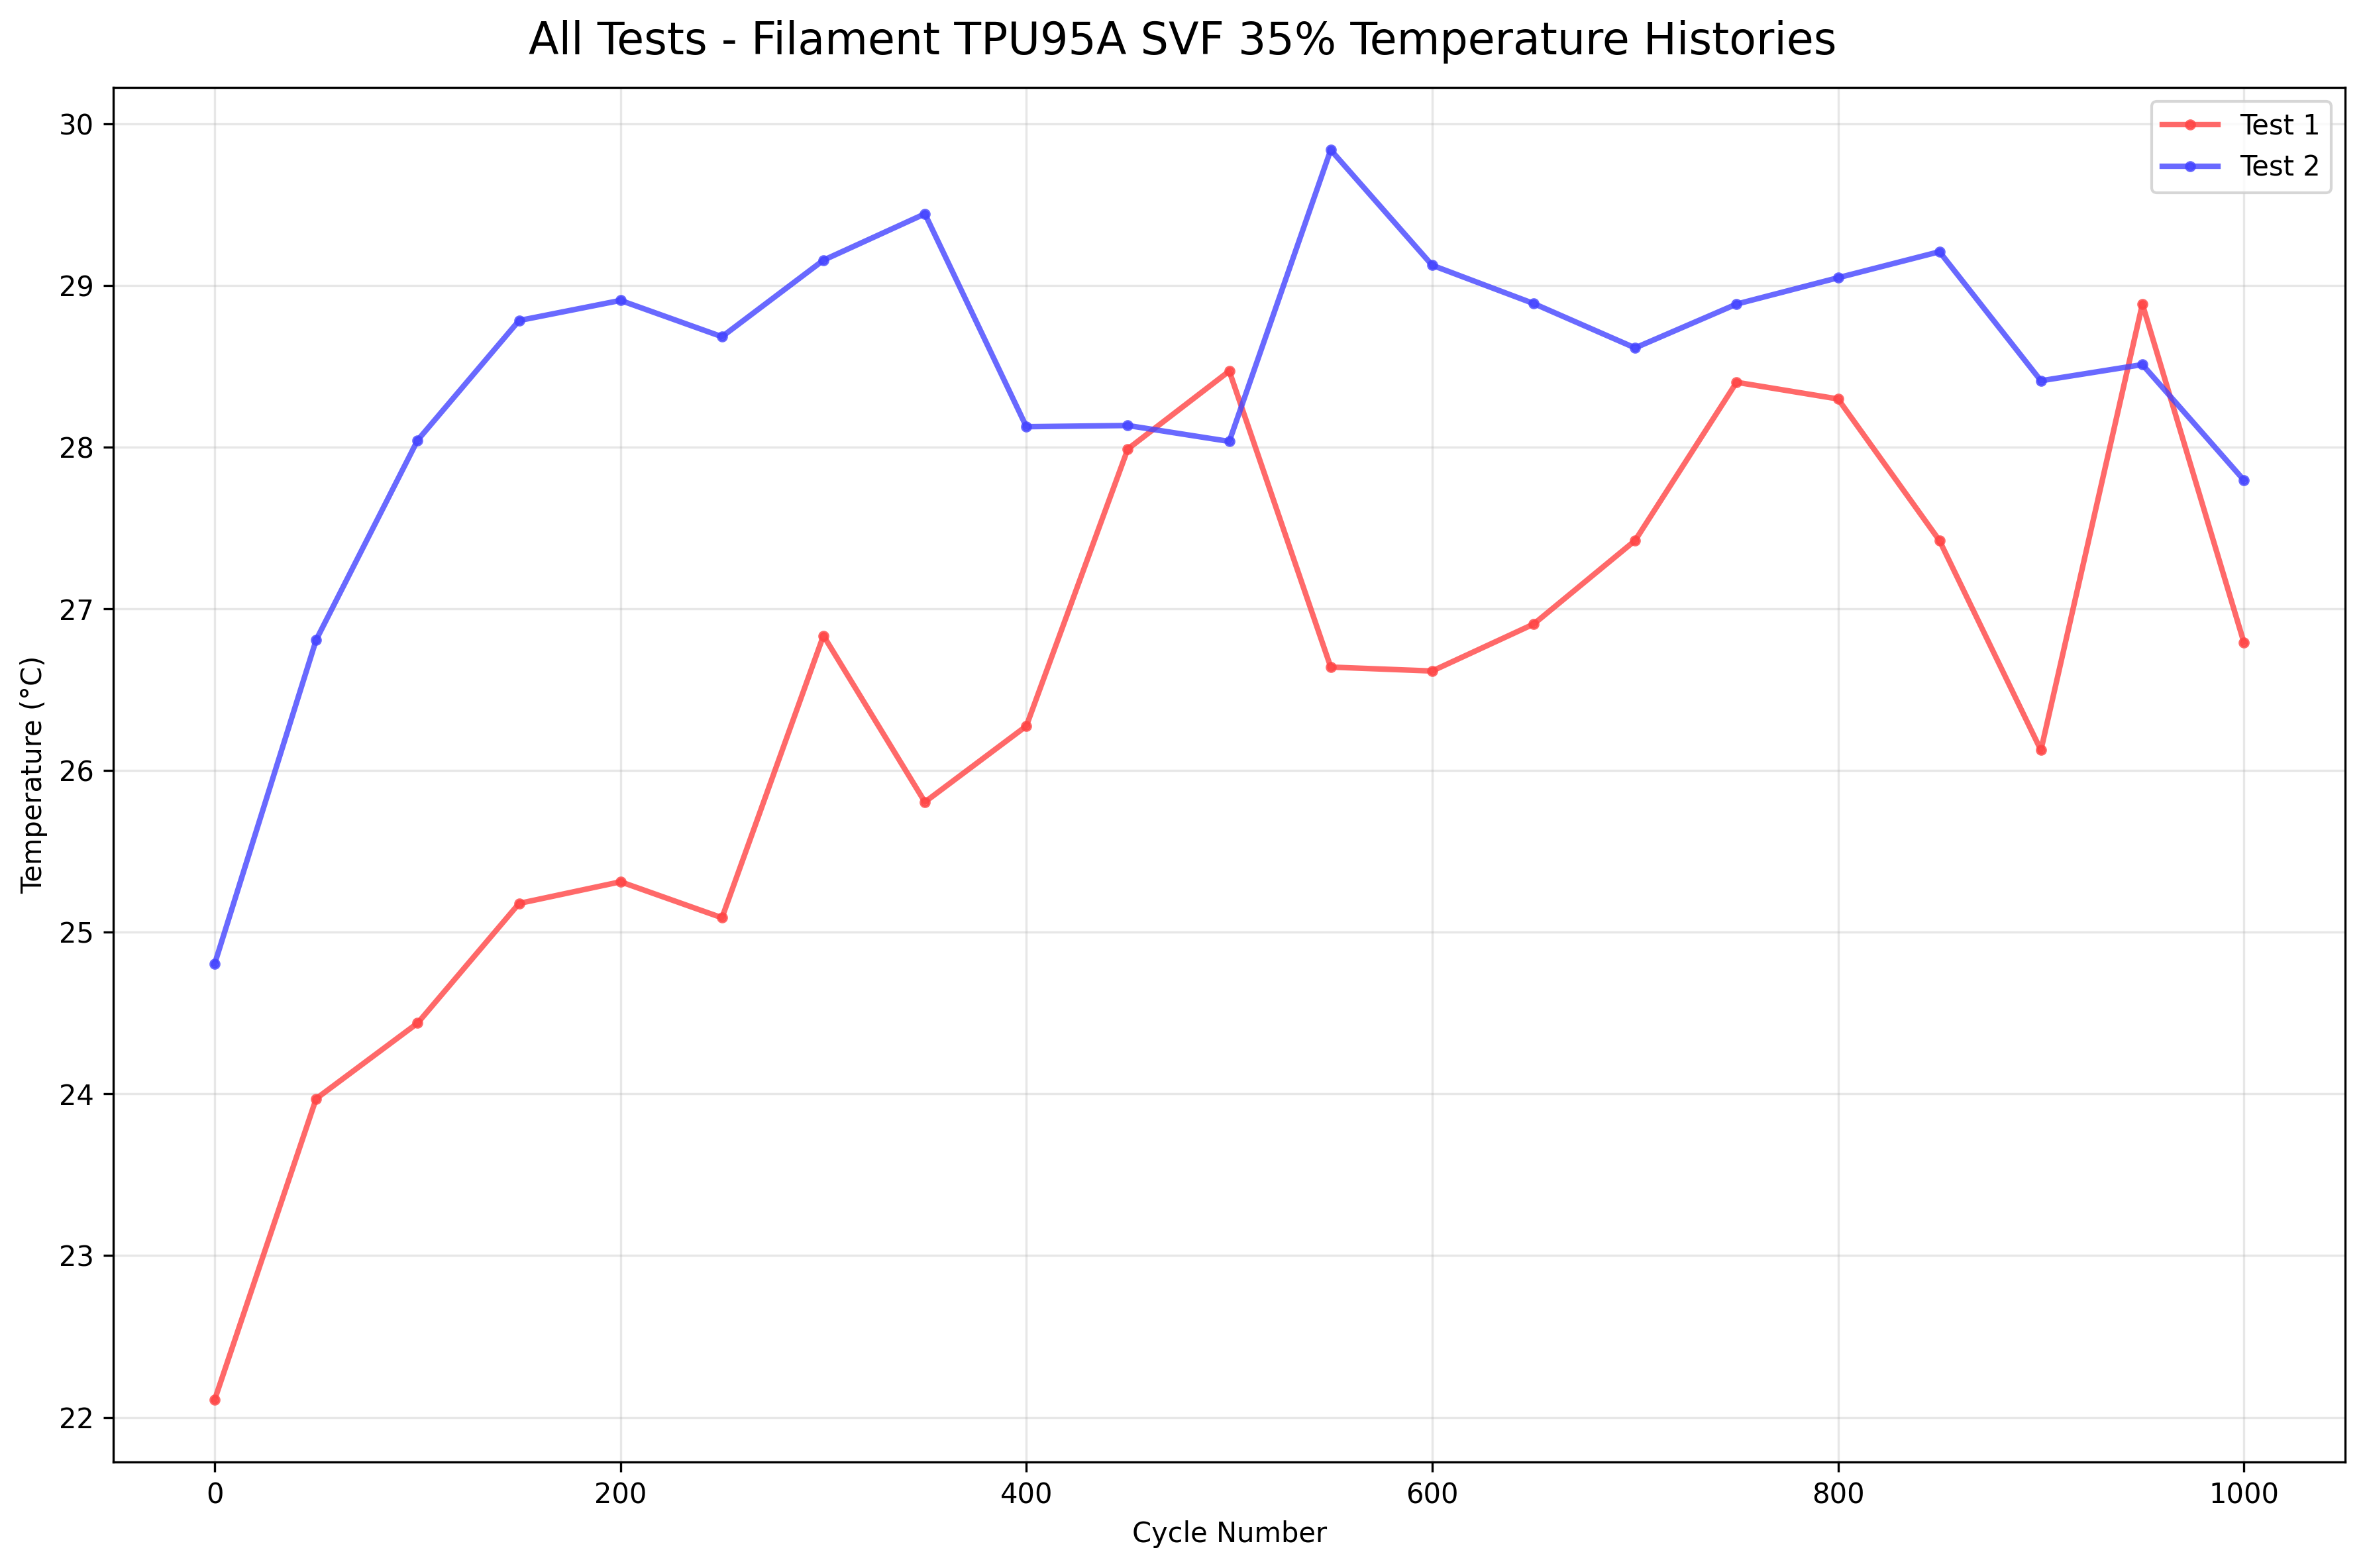 All Tests - Filament TPU95A SVF 35% Temperature Histories
Test 1
Test 2
30
29
28
27
26
25
24
23
22
Temperature (°C)
0 200 400 600 800 1000
Cycle Number